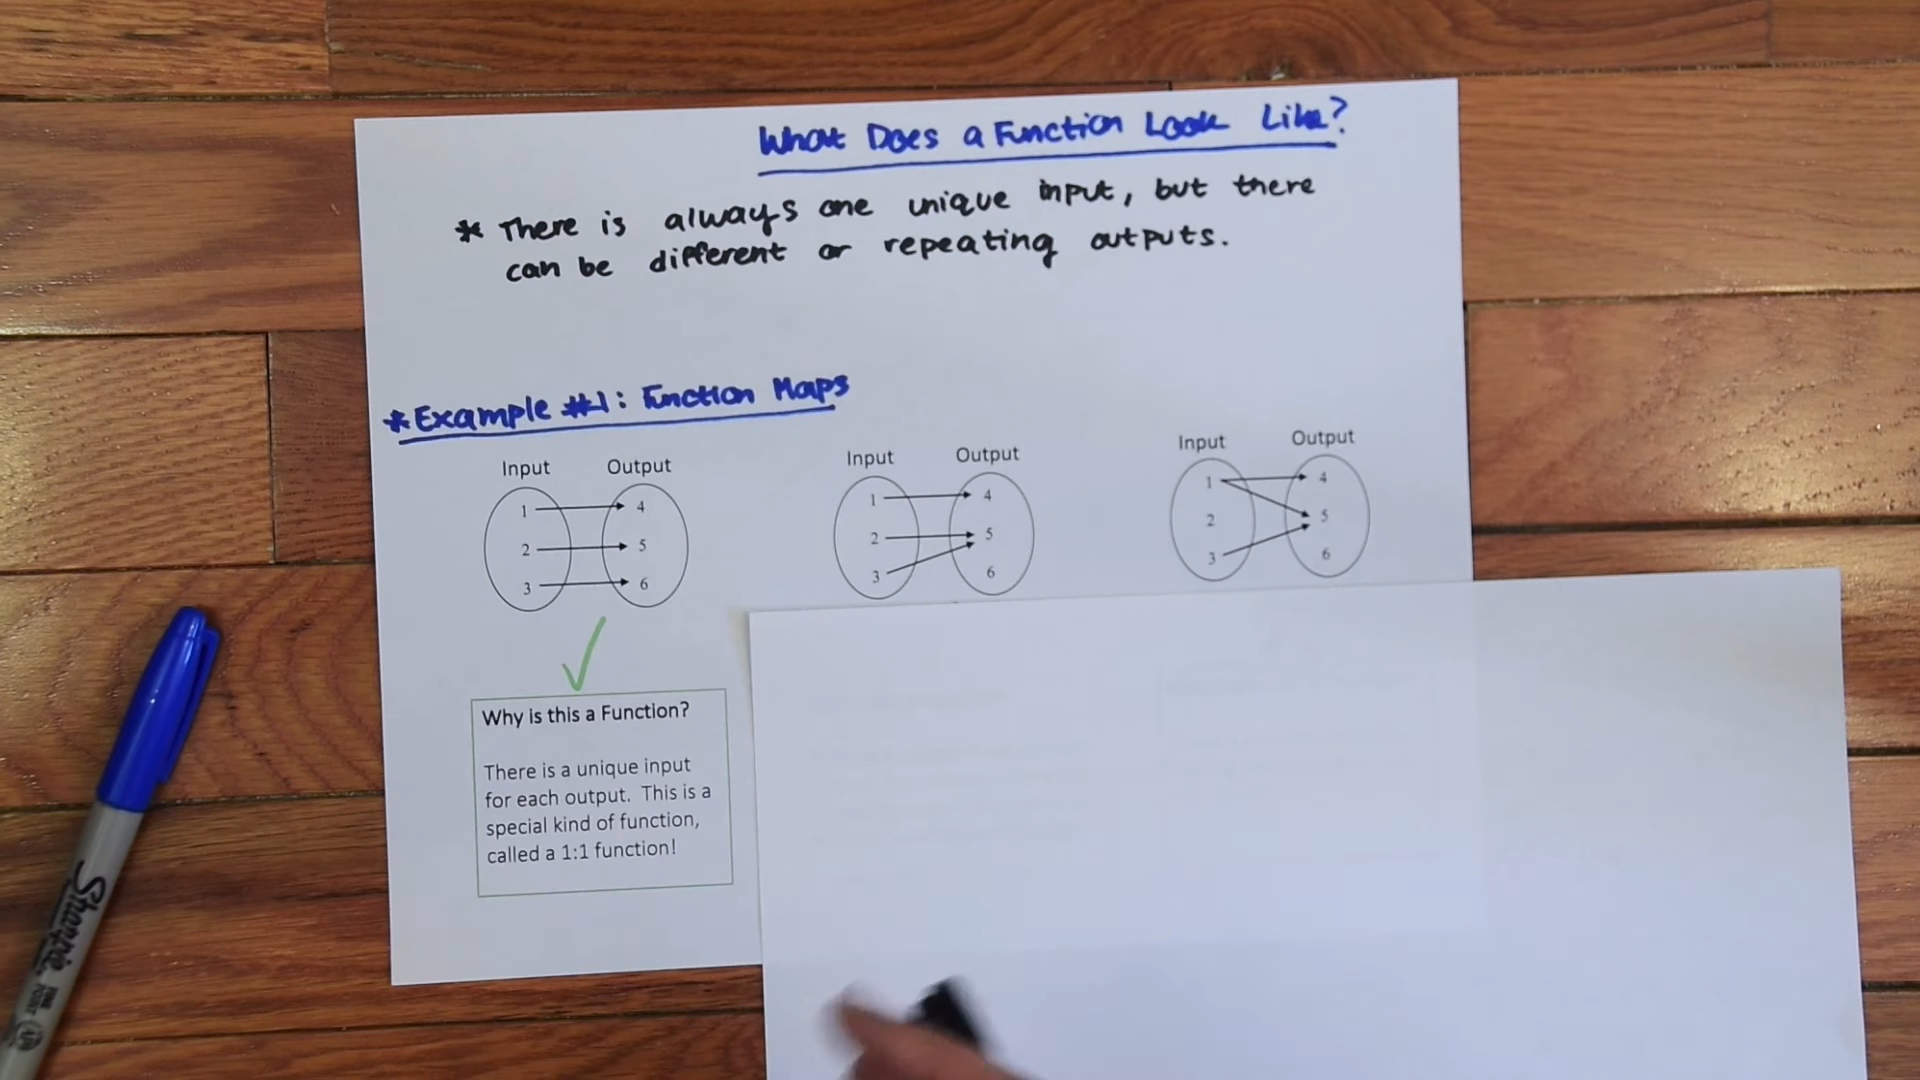 What Does a Function Look Like?
* There is always one unique input, but there
can be different or repeating outputs.
*Example #1: Function Maps
Input Output
1 4
2 5
3 6
Input Output
1 4
2 5
3 6
Input Output
1 4
2 5
3 6
✓
Why is this a Function?
There is a unique input
for each output. This is a
special kind of function,
called a 1:1 function!
Sharpie